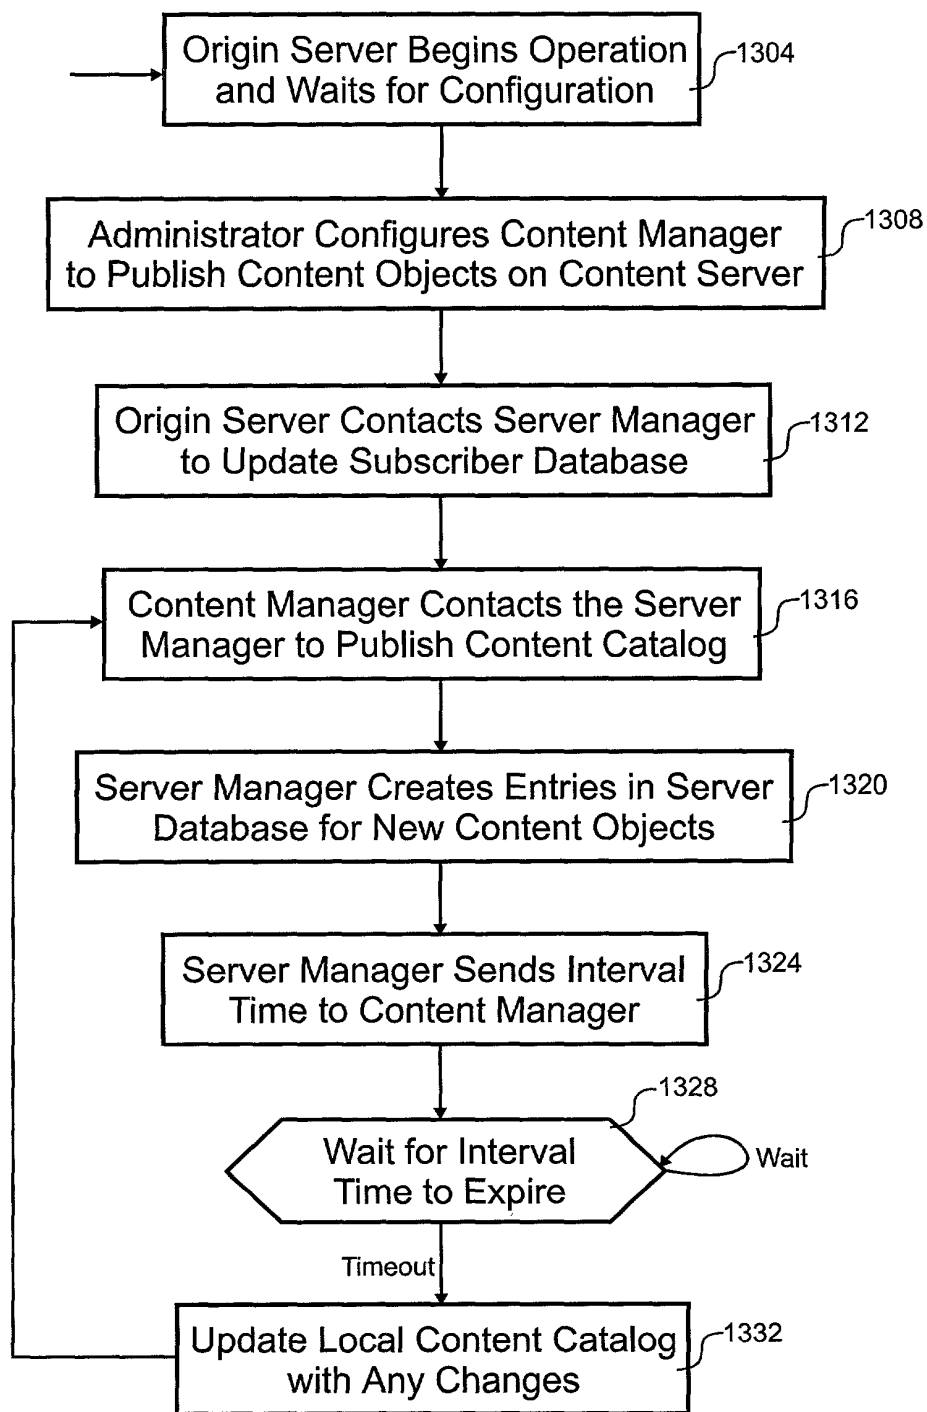 Origin Server Begins Operation
and Waits for Configuration
1304
Administrator Configures Content Manager
to Publish Content Objects on Content Server
1308
Origin Server Contacts Server Manager
to Update Subscriber Database
1312
Content Manager Contacts the Server
Manager to Publish Content Catalog
1316
Server Manager Creates Entries in Server
Database for New Content Objects
1320
Server Manager Sends Interval
Time to Content Manager
1324
1328
Wait for Interval
Time to Expire
Wait
Timeout
Update Local Content Catalog
with Any Changes
1332